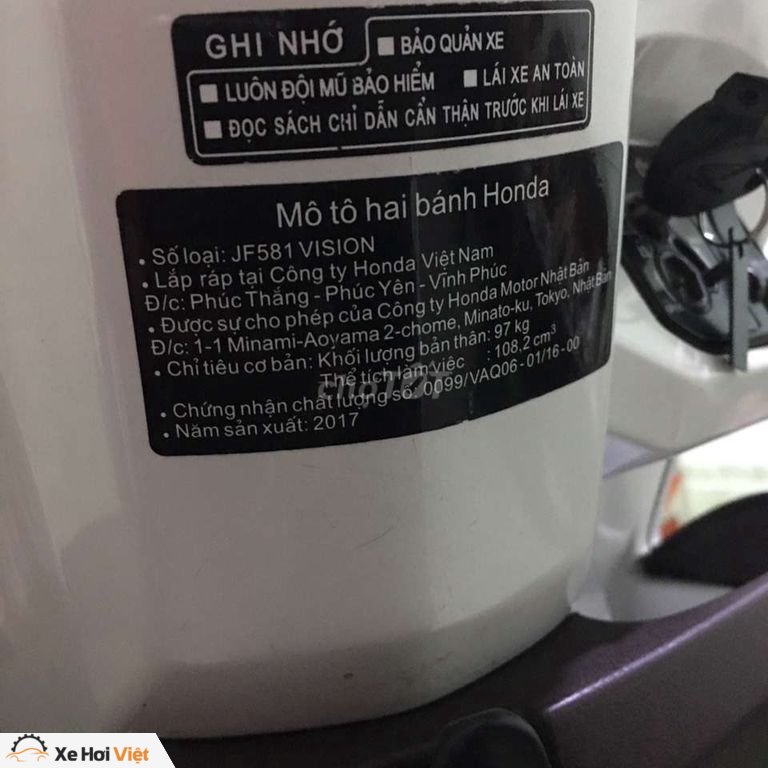 GHI NHỚ
■ BẢO QUẢN XE
■ LUÔN ĐỘI MŨ BẢO HIỂM ■ LÁI XE AN TOÀN
■ ĐỌC SÁCH CHỈ DẪN CẨN THẬN TRƯỚC KHI LÁI XE
Mô tô hai bánh Honda
• Số loại: JF581 VISION
• Lắp ráp tại Công ty Honda Việt Nam
Đ/c: Phúc Thắng - Phúc Yên - Vĩnh Phúc
• Được sự cho phép của Công ty Honda Motor Nhật Bản
Đ/c: 1-1 Minami-Aoyama 2-chome, Minato-ku, Tokyo, Nhật Bản
• Chỉ tiêu cơ bản: Khối lượng bản thân: 97 kg
Thể tích làm việc : 108,2 cm³
• Chứng nhận chất lượng số: 0099/VAQ06 - 01/16 - 00
• Năm sản xuất: 2017
chợTỐT
Xe Hơi Việt